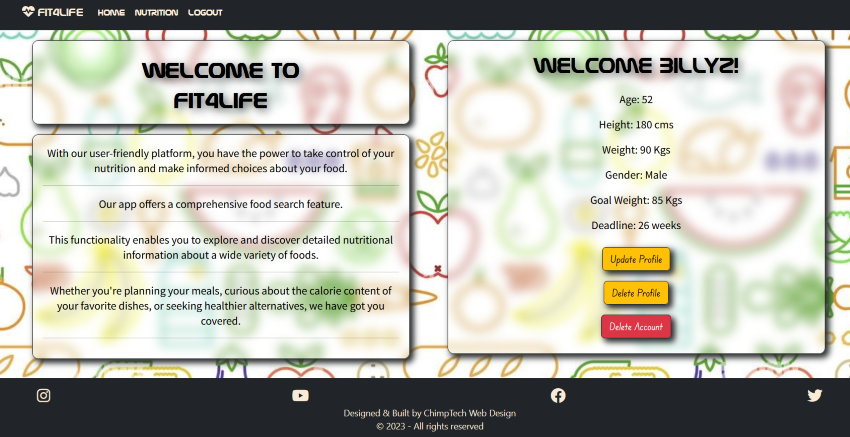 FIT4LIFE HOME NUTRITION LOGOUT
WELCOME TO
FIT4LIFE
With our user-friendly platform, you have the power to take control of your
nutrition and make informed choices about your food.
Our app offers a comprehensive food search feature.
This functionality enables you to explore and discover detailed nutritional
information about a wide variety of foods.
Whether you're planning your meals, curious about the calorie content of
your favorite dishes, or seeking healthier alternatives, we have got you
covered.
WELCOME BILLYZ!
Age: 52
Height: 180 cms
Weight: 90 Kgs
Gender: Male
Goal Weight: 85 Kgs
Deadline: 26 weeks
Update Profile
Delete Profile
Delete Account
Designed & Built by ChimpTech Web Design
© 2023 - All rights reserved